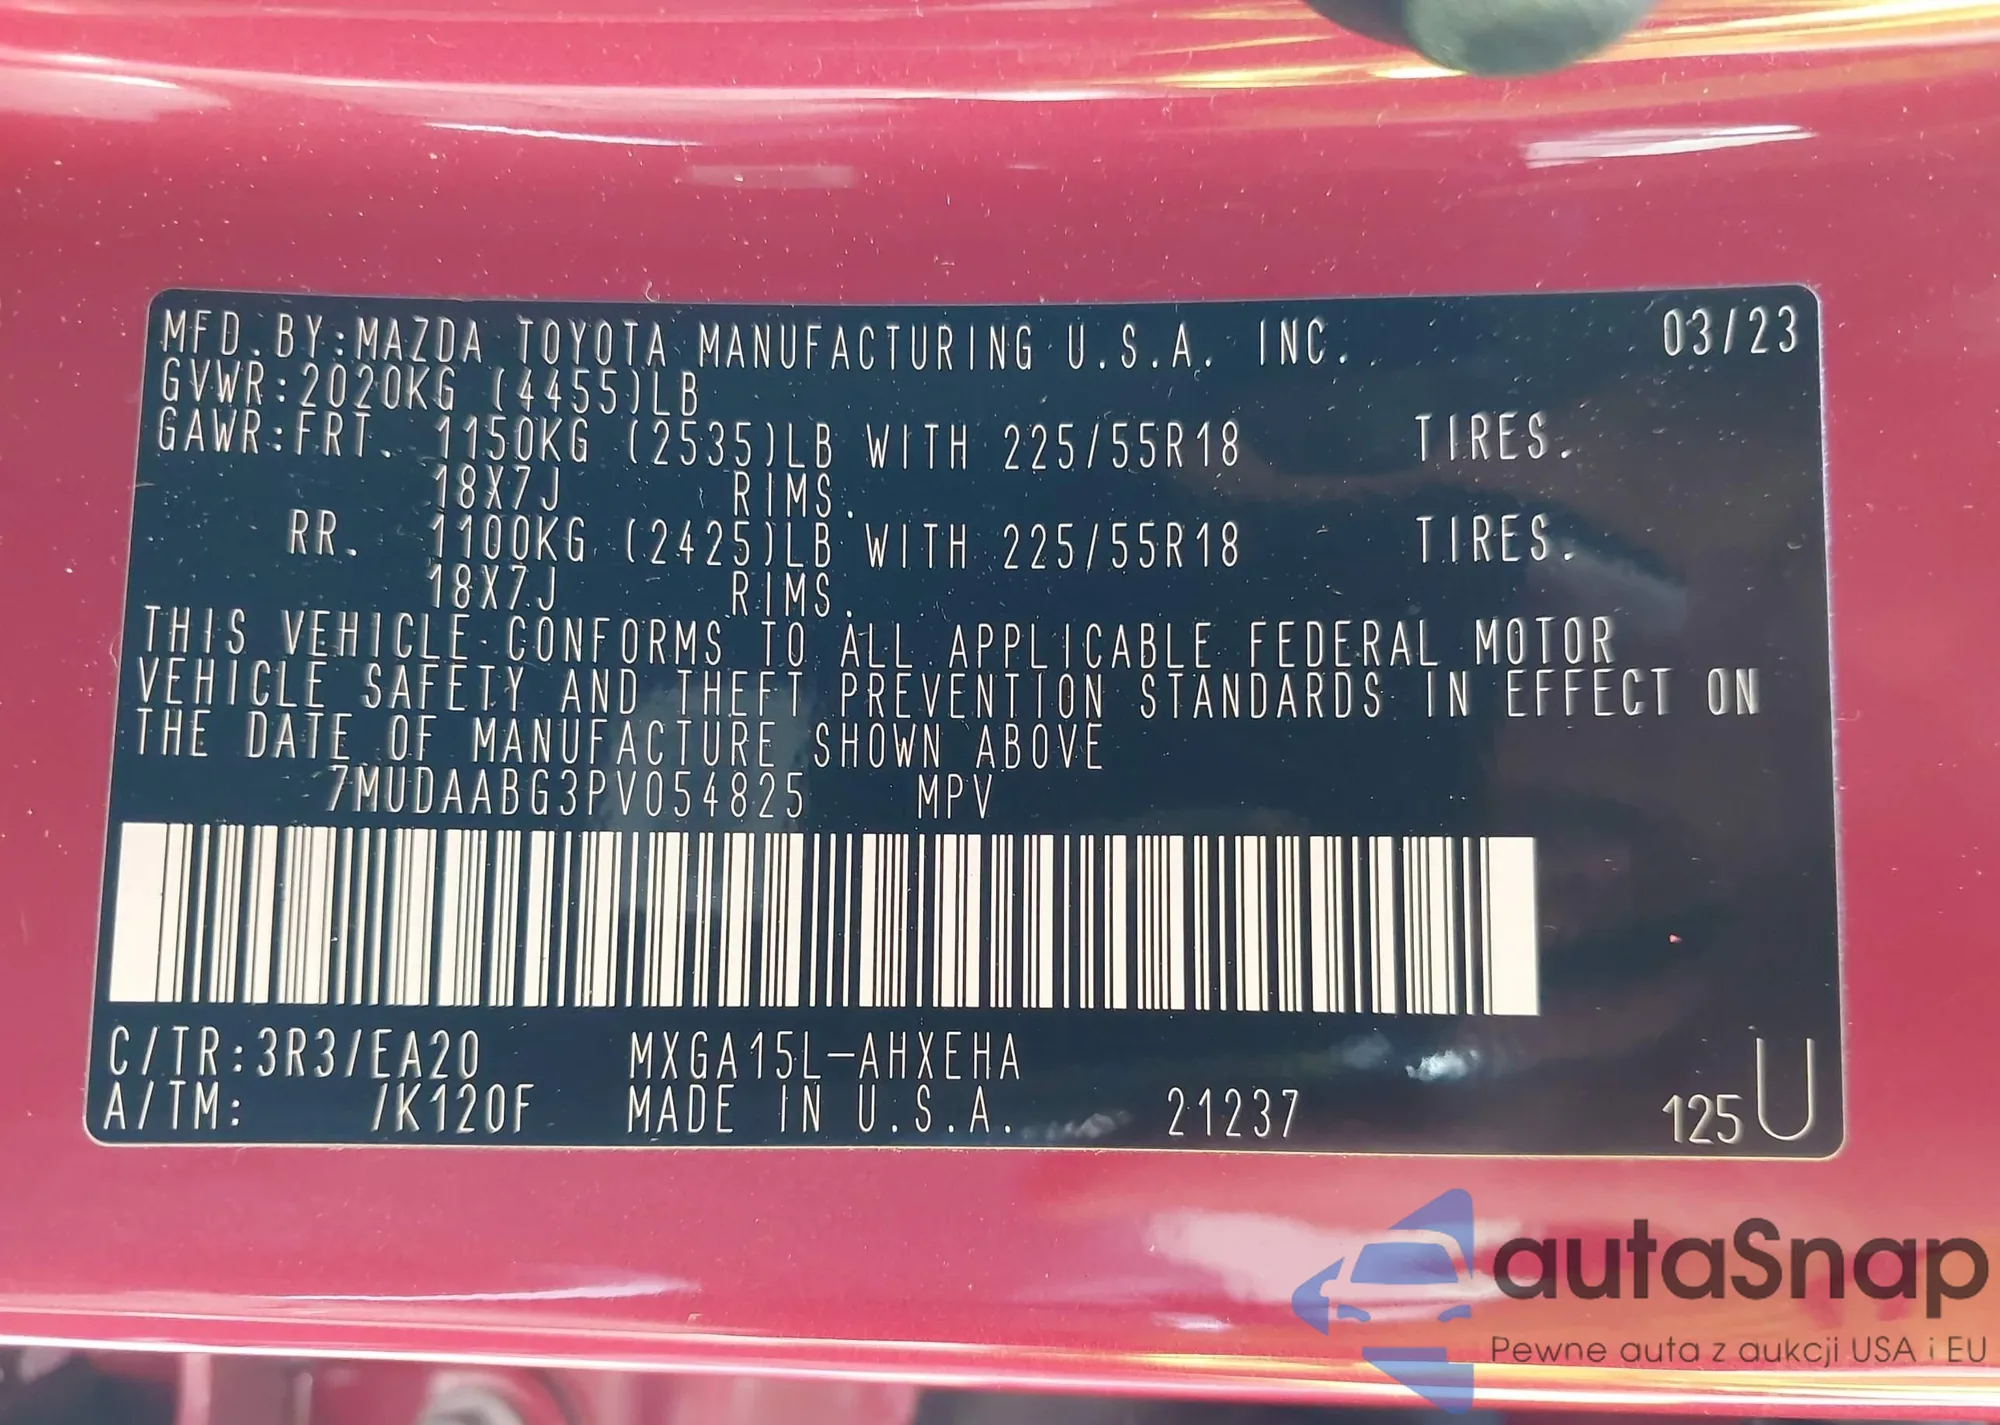 MFD.BY:MAZDA TOYOTA MANUFACTURING U.S.A. INC. 03/23
GVWR:2020KG (4455)LB
GAWR:FRT. 1150KG (2535)LB WITH 225/55R18 TIRES.
18X7J RIMS.
RR. 1100KG (2425)LB WITH 225/55R18 TIRES.
18X7J RIMS.
THIS VEHICLE CONFORMS TO ALL APPLICABLE FEDERAL MOTOR
VEHICLE SAFETY AND THEFT PREVENTION STANDARDS IN EFFECT ON
THE DATE OF MANUFACTURE SHOWN ABOVE
7MUDAABG3PV054825 MPV
C/TR:3R3/EA20 MXGA15L-AHXEHA
A/TM: /K120F MADE IN U.S.A. 21237 125U
autaSnap
Pewne auta z aukcji USA i EU